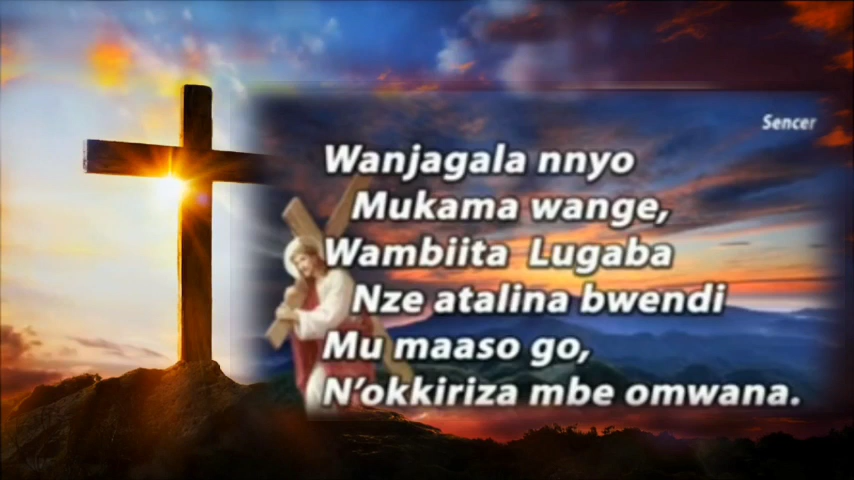 Sencer
Wanjagala nnyo
Mukama wange,
Wambiita Lugaba
Nze atalina bwendi
Mu maaso go,
N'okkiriza mbe omwana.